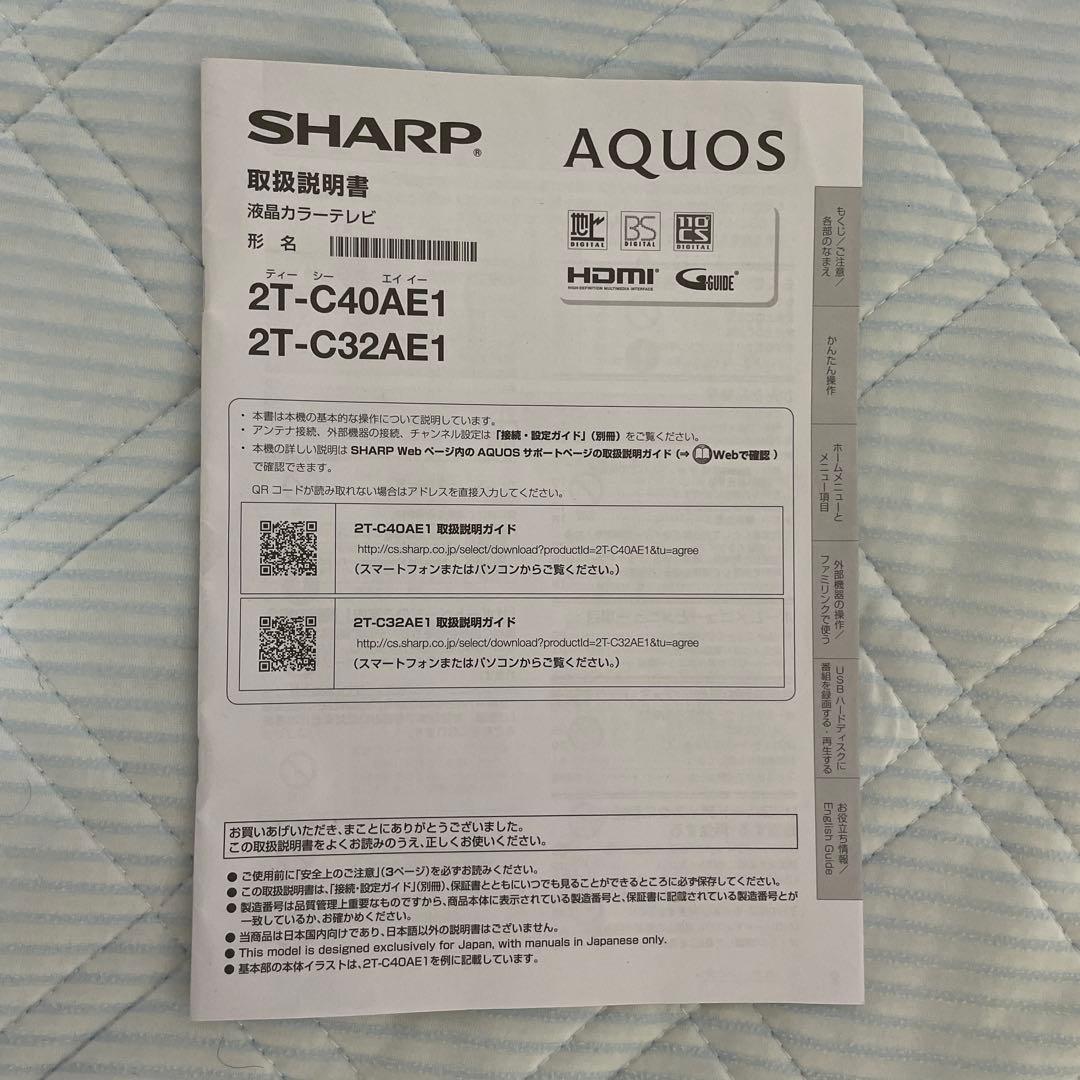 SHARP®
AQUOS
取扱説明書
液晶カラーテレビ
形 名
ティー シー エイ イー
2T-C40AE1
2T-C32AE1
地上 DIGITAL
BS DIGITAL
110°CS DIGITAL
HDMI®
HIGH-DEFINITION MULTIMEDIA INTERFACE
G-GUIDE®
・ 本書は本機の基本的な操作について説明しています。
・ アンテナ接続、外部機器の接続、チャンネル設定は「接続・設定ガイド」(別冊)をご覧ください。
・ 本機の詳しい説明は SHARP Web ページ内の AQUOS サポートページの取扱説明ガイド (⇒ Webで確認 )
で確認できます。
QR コードが読み取れない場合はアドレスを直接入力してください。
2T-C40AE1 取扱説明ガイド
http://cs.sharp.co.jp/select/download?productId=2T-C40AE1&tu=agree
(スマートフォンまたはパソコンからご覧ください。)
2T-C32AE1 取扱説明ガイド
http://cs.sharp.co.jp/select/download?productId=2T-C32AE1&tu=agree
(スマートフォンまたはパソコンからご覧ください。)
お買いあげいただき、まことにありがとうございました。
この取扱説明書をよくお読みのうえ、正しくお使いください。
● ご使用前に「安全上のご注意」(3ページ)を必ずお読みください。
● この取扱説明書は、「接続・設定ガイド」(別冊)、保証書とともにいつでも見ることができるところに必ず保存してください。
● 製造番号は品質管理上重要なものですから、商品本体に表示されている製造番号と、保証書に記載されている製造番号とが
一致しているか、お確かめください。
● 当商品は日本国内向けであり、日本語以外の説明書はございません。
● This model is designed exclusively for Japan, with manuals in Japanese only.
● 基本部の本体イラストは、2T-C40AE1を例に記載しています。
もくじ/ご注意/
各部のなまえ
かんたん操作
ホームメニューと
メニュー項目
外部機器の操作/
ファミリンクで使う
USB ハードディスクに
番組を録画する・再生する
お役立ち情報/
English Guide